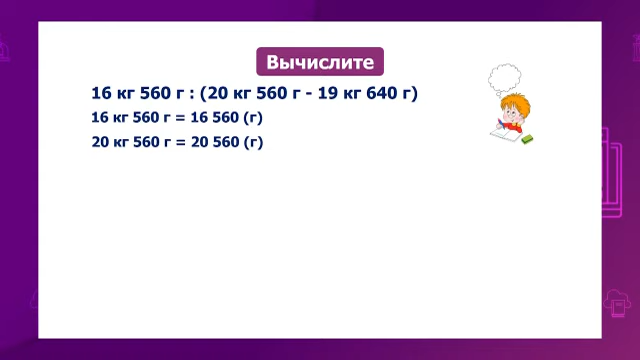 Вычислите
16 кг 560 г : (20 кг 560 г - 19 кг 640 г)
16 кг 560 г = 16 560 (г)
20 кг 560 г = 20 560 (г)